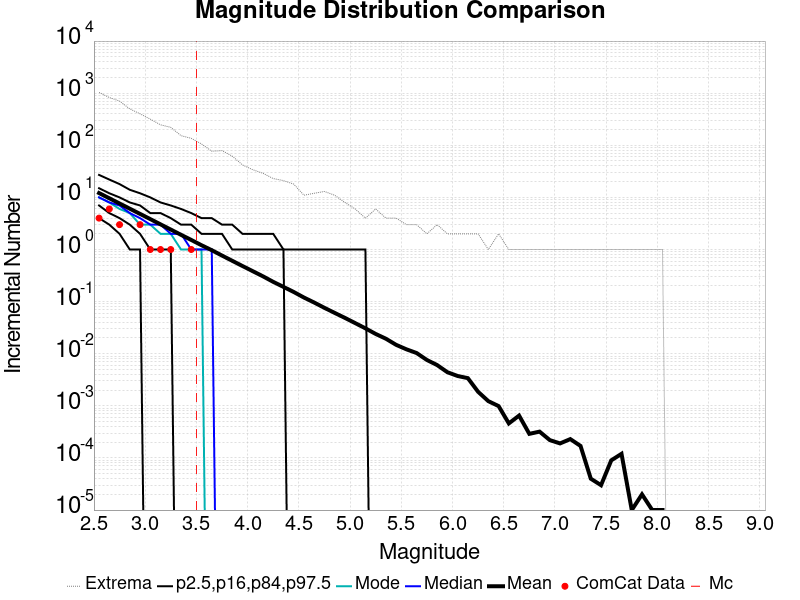 Magnitude Distribution Comparison
10^4
10^3
10^2
10^1
10^0
10^-1
10^-2
10^-3
10^-4
10^-5
Incremental Number
2.5 3.0 3.5 4.0 4.5 5.0 5.5 6.0 6.5 7.0 7.5 8.0 8.5 9.0
Magnitude
Extrema p2.5,p16,p84,p97.5 Mode Median Mean ComCat Data Mc